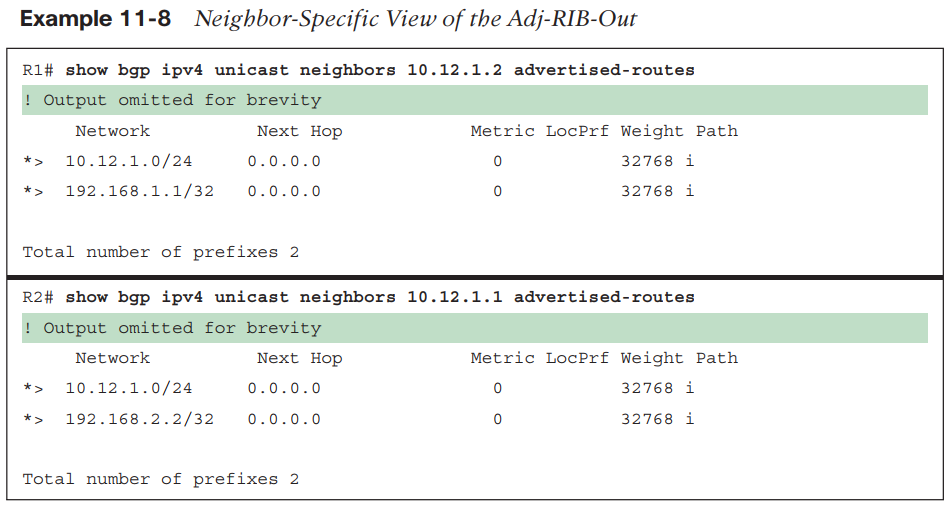 Example 11-8 Neighbor-Specific View of the Adj-RIB-Out
R1# show bgp ipv4 unicast neighbors 10.12.1.2 advertised-routes
! Output omitted for brevity
Network Next Hop Metric LocPrf Weight Path
*> 10.12.1.0/24 0.0.0.0 0 32768 i
*> 192.168.1.1/32 0.0.0.0 0 32768 i
Total number of prefixes 2
R2# show bgp ipv4 unicast neighbors 10.12.1.1 advertised-routes
! Output omitted for brevity
Network Next Hop Metric LocPrf Weight Path
*> 10.12.1.0/24 0.0.0.0 0 32768 i
*> 192.168.2.2/32 0.0.0.0 0 32768 i
Total number of prefixes 2